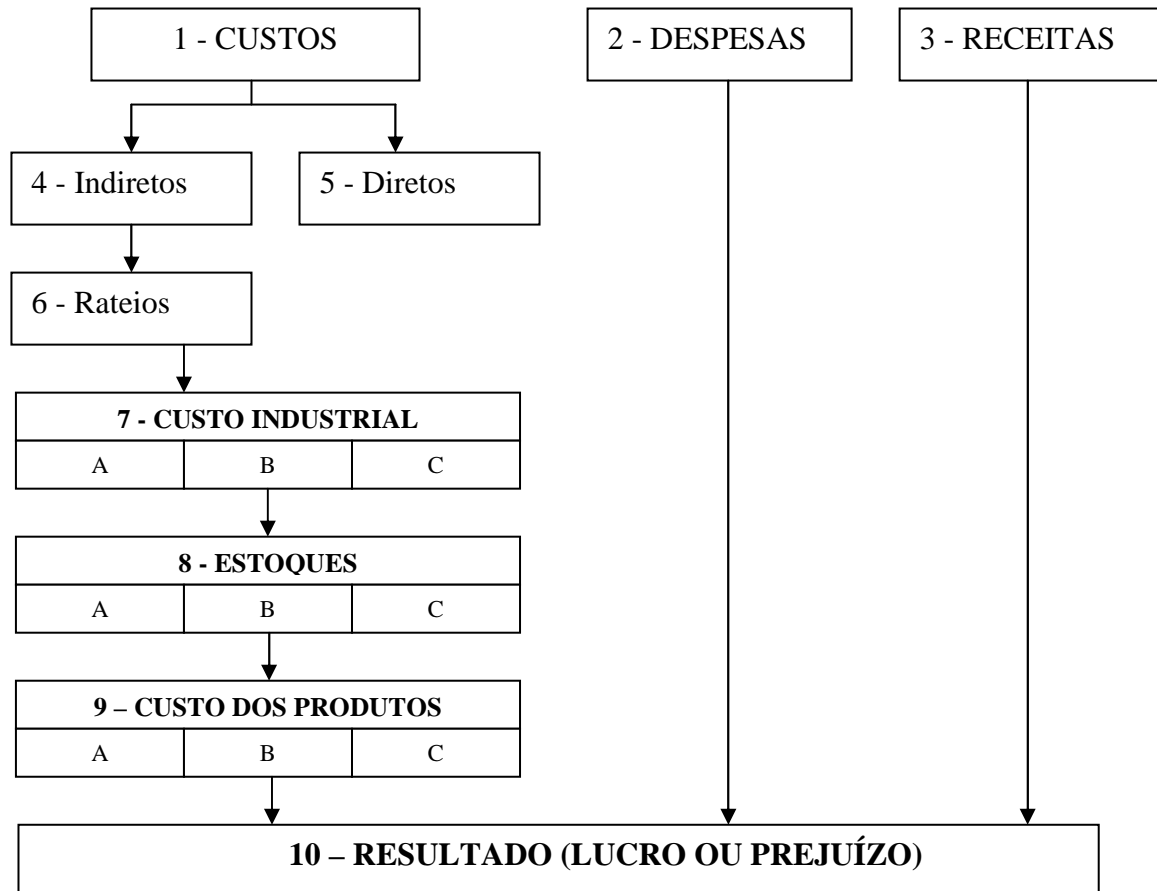 1 - CUSTOS
2 - DESPESAS
3 - RECEITAS
4 - Indiretos
5 - Diretos
6 - Rateios
7 - CUSTO INDUSTRIAL
A B C
8 - ESTOQUES
A B C
9 – CUSTO DOS PRODUTOS
A B C
10 – RESULTADO (LUCRO OU PREJUÍZO)